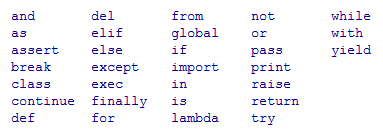 and del from not while
as elif global or with
assert else if pass yield
break except import print
class exec in raise
continue finally is return
def for lambda try